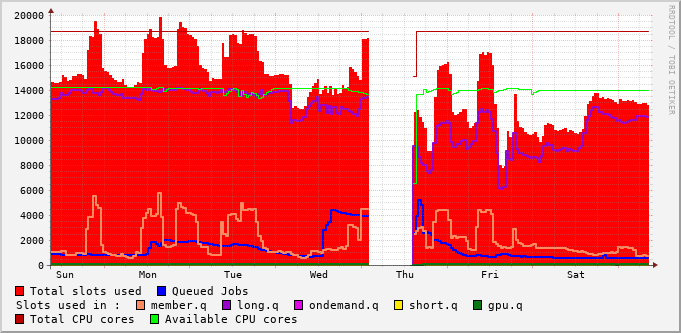 20000
18000
16000
14000
12000
10000
8000
6000
4000
2000
0
Sun Mon Tue Wed Thu Fri Sat
RRDTOOL / TOBI OETIKER
Total slots used Queued Jobs
Slots used in : member.q long.q ondemand.q short.q gpu.q
Total CPU cores Available CPU cores